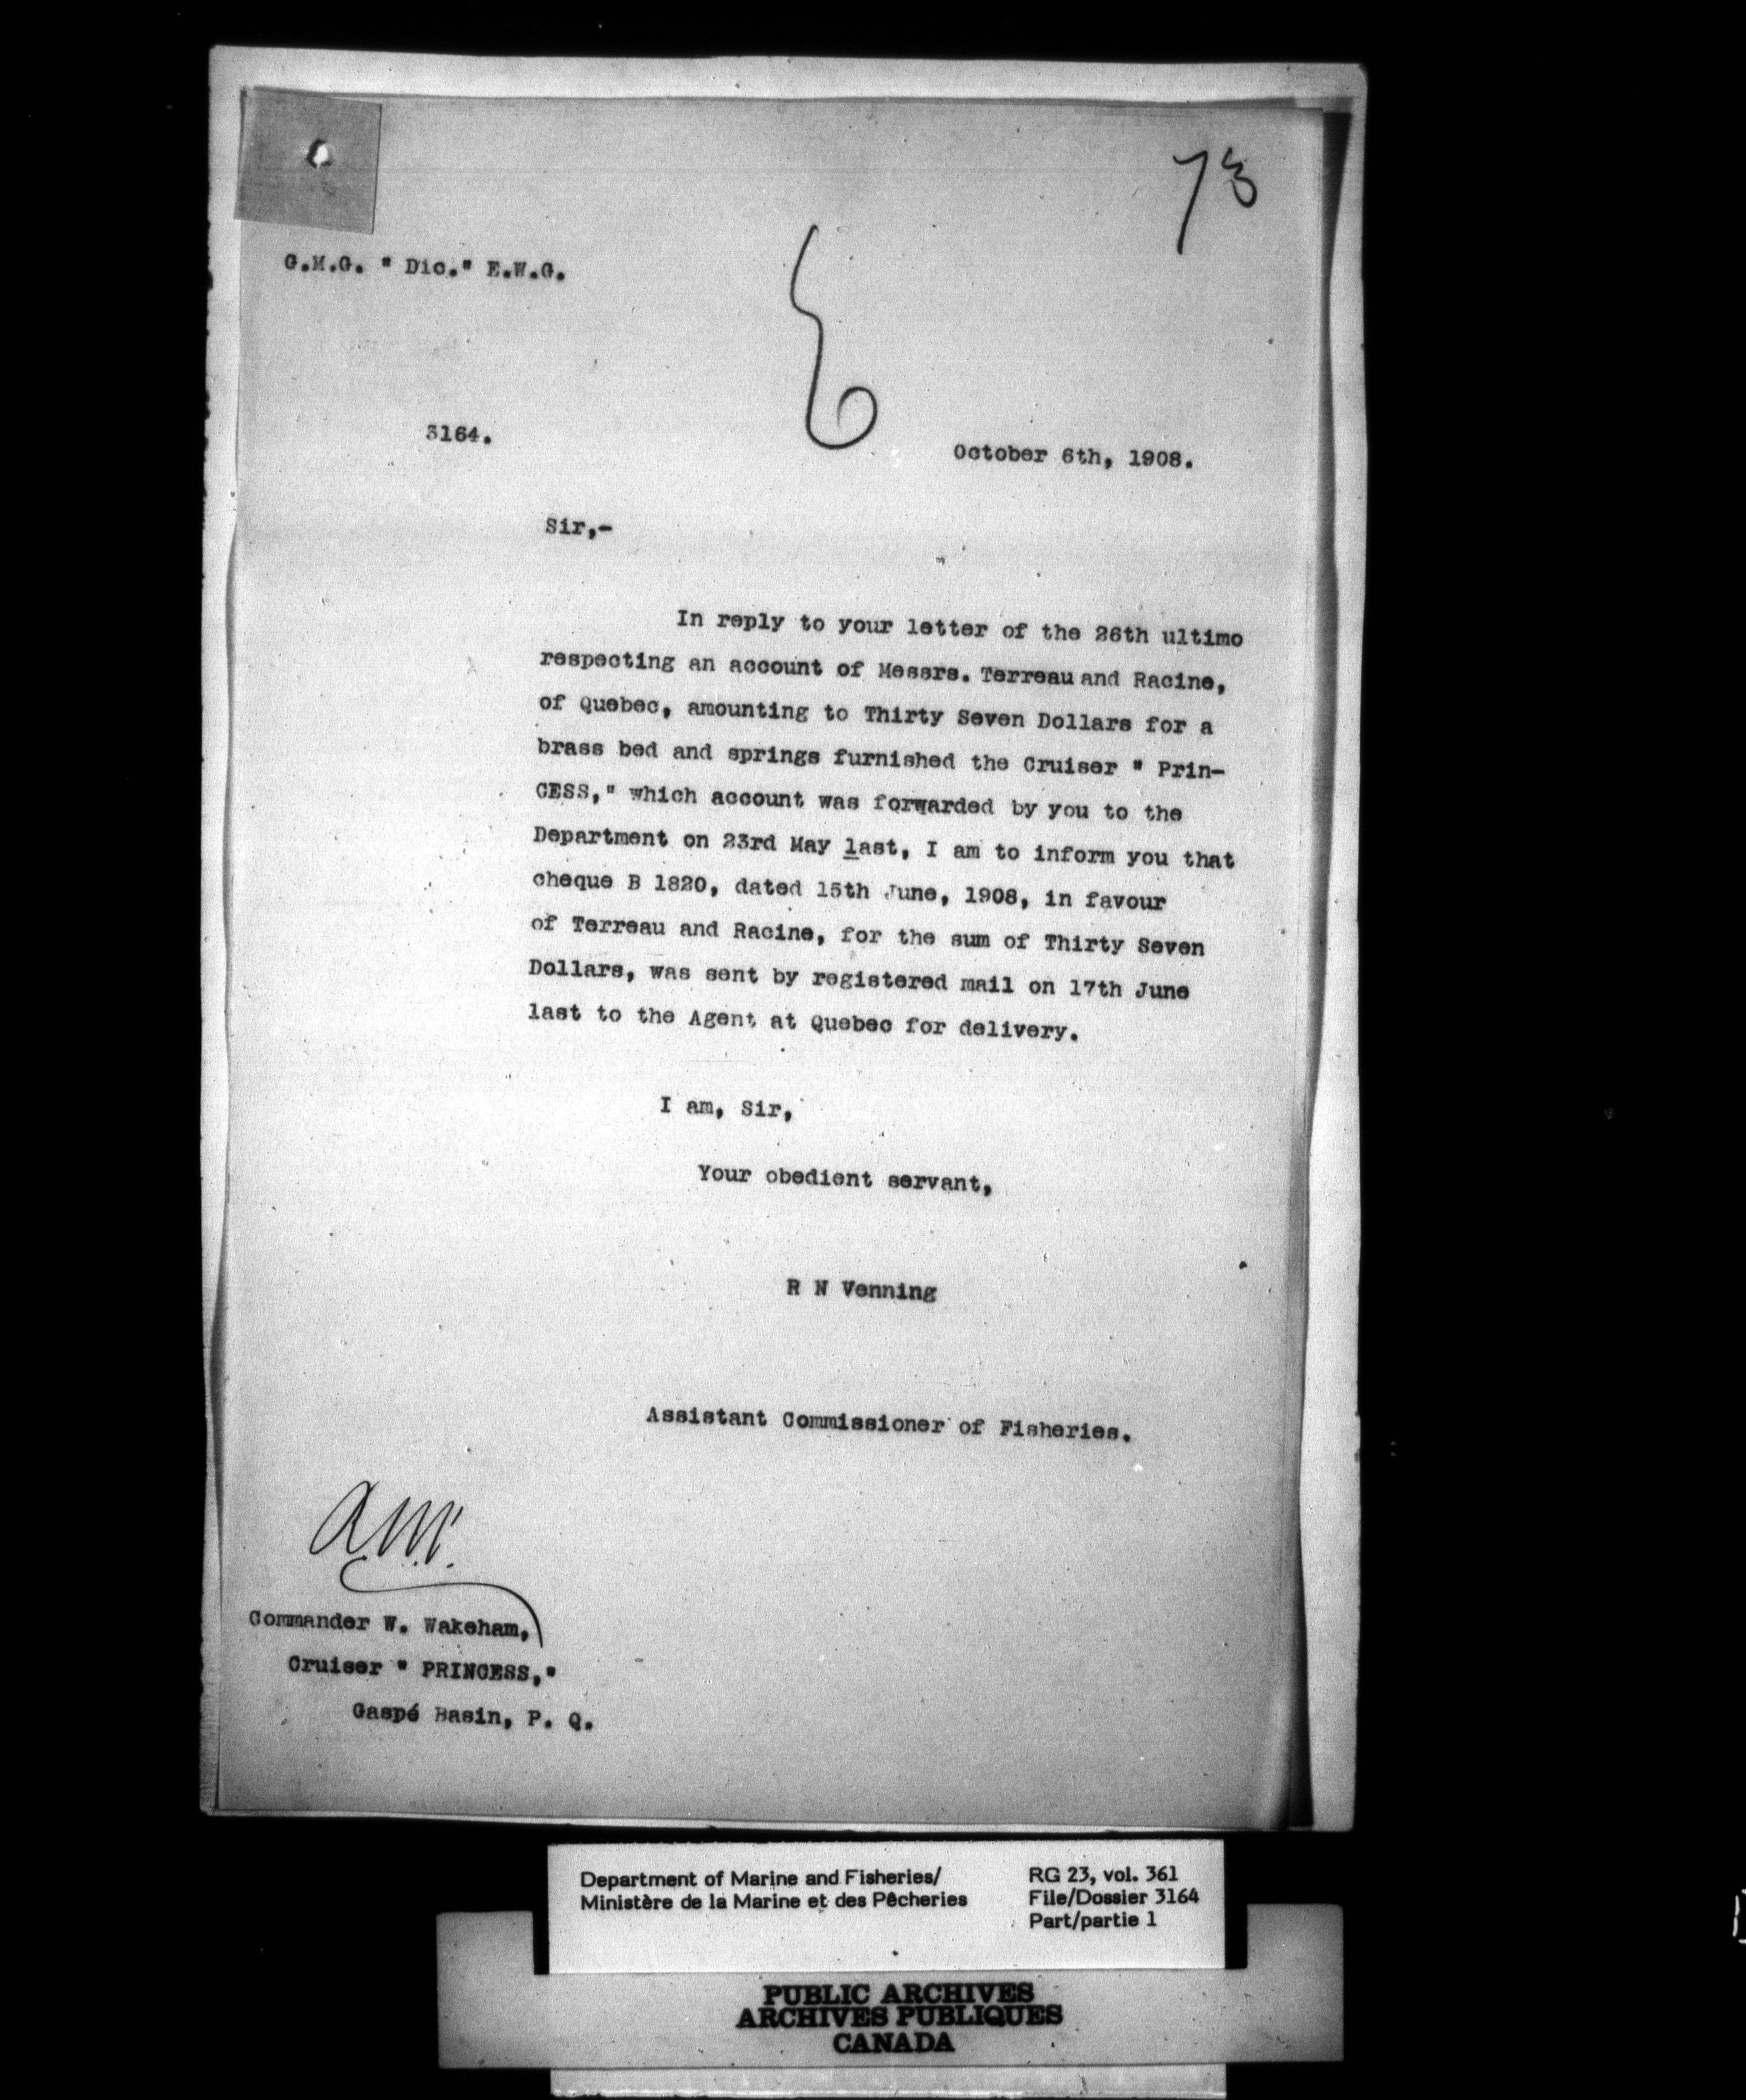 73
G.M.G. " Dic." E.W.G.
3164.
October 6th, 1908.
Sir,-
In reply to your letter of the 26th ultimo
respecting an account of Messrs. Terreau and Racine,
of Quebec, amounting to Thirty Seven Dollars for a
brass bed and springs furnished the Cruiser " Prin-
CESS," which account was forwarded by you to the
Department on 23rd May last, I am to inform you that
cheque B 1820, dated 15th June, 1908, in favour
of Terreau and Racine, for the sum of Thirty Seven
Dollars, was sent by registered mail on 17th June
last to the Agent at Quebec for delivery.
I am, Sir,
Your obedient servant,
R N Venning
Assistant Commissioner of Fisheries.
Commander W. Wakeham,
Cruiser " PRINCESS,"
Gaspé Basin, P. Q.
Department of Marine and Fisheries/
Ministère de la Marine et des Pêcheries
RG 23, vol. 361
File/Dossier 3164
Part/partie 1
PUBLIC ARCHIVES
ARCHIVES PUBLIQUES
CANADA